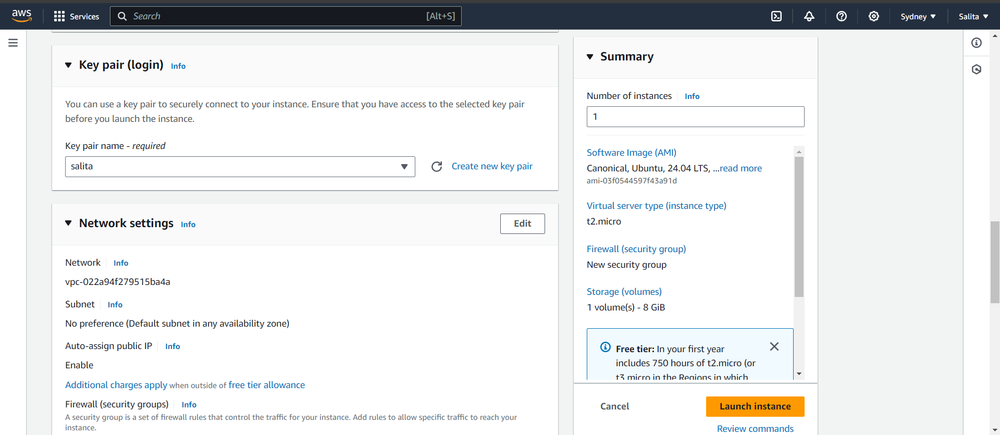 aws
Services
Search
[Alt+S]
Sydney
Salita
Key pair (login) Info
You can use a key pair to securely connect to your instance. Ensure that you have access to the selected key pair
before you launch the instance.
Key pair name - required
salita
Create new key pair
Network settings Info
Edit
Network Info
vpc-022a94f279515ba4a
Subnet Info
No preference (Default subnet in any availability zone)
Auto-assign public IP Info
Enable
Additional charges apply when outside of free tier allowance
Firewall (security groups) Info
A security group is a set of firewall rules that control the traffic for your instance. Add rules to allow specific traffic to reach your
instance.
Summary
Number of instances Info
1
Software Image (AMI)
Canonical, Ubuntu, 24.04 LTS, ...read more
ami-03f0544597f43a91d
Virtual server type (instance type)
t2.micro
Firewall (security group)
New security group
Storage (volumes)
1 volume(s) - 8 GiB
Free tier: In your first year
includes 750 hours of t2.micro (or
t3.micro in the Regions in which
Cancel
Launch instance
Review commands